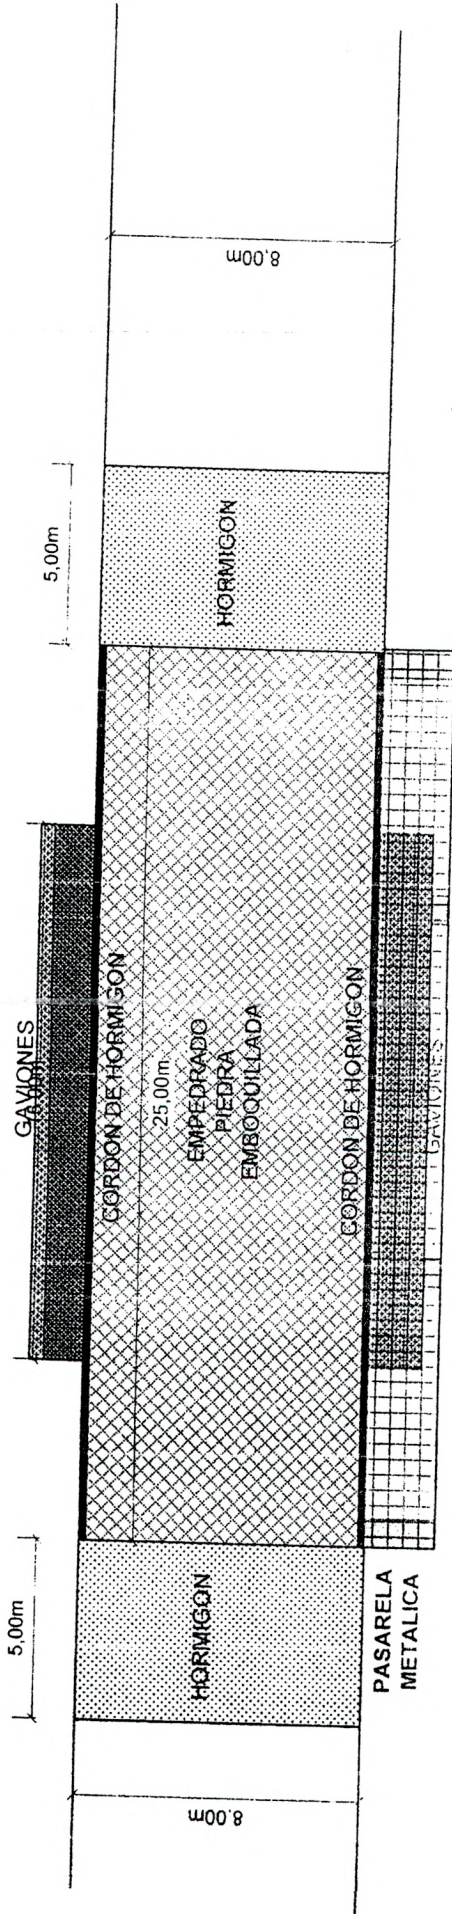 5,00m
5,00m
8,00m
8,00m
GAVIONES
CORDON DE HORMIGON
25,00m
HORMIGON
EMPEDRADO
PIEDRA
EMBOQUILLADA
HORMIGON
CORDON DE HORMIGON
GAVIONES
PASARELA
METALICA